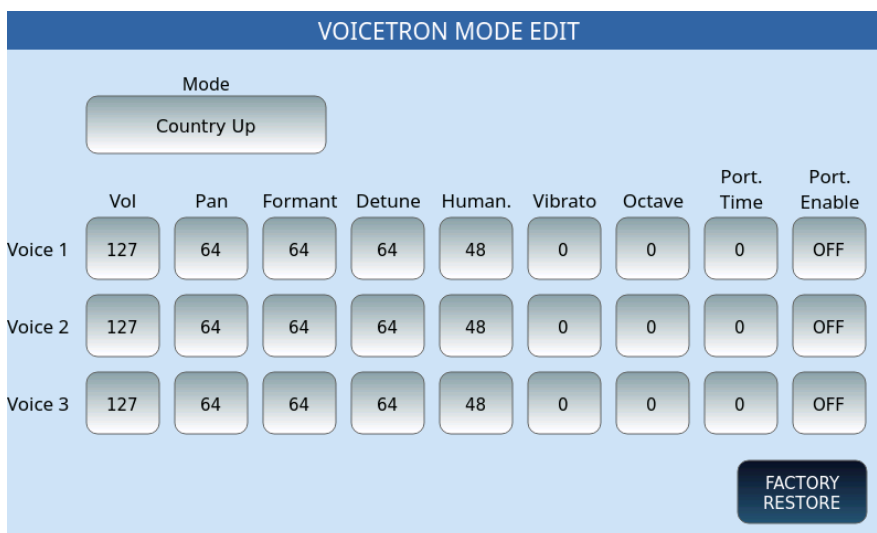 VOICETRON MODE EDIT
Mode
Country Up
Port. Port.
Vol Pan Formant Detune Human. Vibrato Octave Time Enable
Voice 1 127 64 64 64 48 0 0 0 OFF
Voice 2 127 64 64 64 48 0 0 0 OFF
Voice 3 127 64 64 64 48 0 0 0 OFF
FACTORY
RESTORE